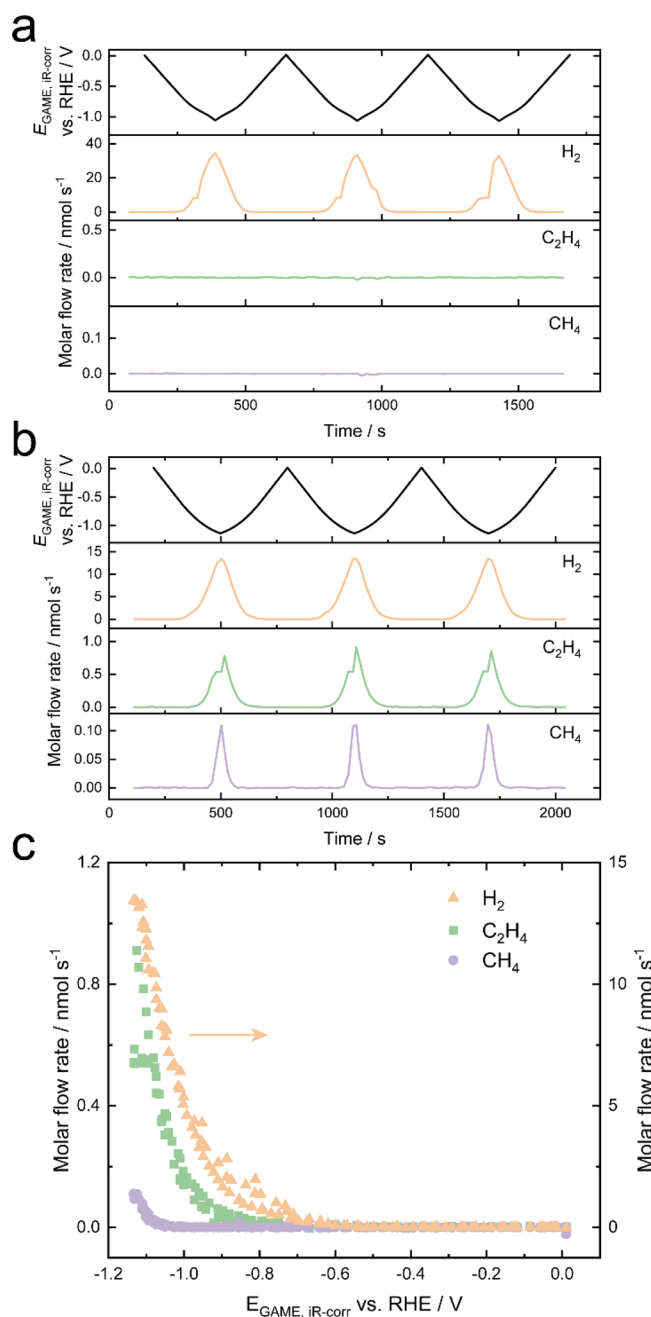 a
E_GAME, iR-corr
vs. RHE / V
0.0
-0.5
-1.0
Molar flow rate / nmol s⁻¹
40
20
0
H₂
0.5
0.0
C₂H₄
0.1
0.0
CH₄
0 500 1000 1500
Time / s
b
E_GAME, iR-corr
vs. RHE / V
0.0
-0.5
-1.0
Molar flow rate / nmol s⁻¹
15
10
5
0
H₂
1.0
0.5
0.0
C₂H₄
0.10
0.05
0.00
CH₄
0 500 1000 1500 2000
Time / s
c
Molar flow rate / nmol s⁻¹
1.2
0.8
0.4
0.0
H₂
C₂H₄
CH₄
15
10
5
0
Molar flow rate / nmol s⁻¹
-1.2 -1.0 -0.8 -0.6 -0.4 -0.2 0.0
E_GAME, iR-corr vs. RHE / V